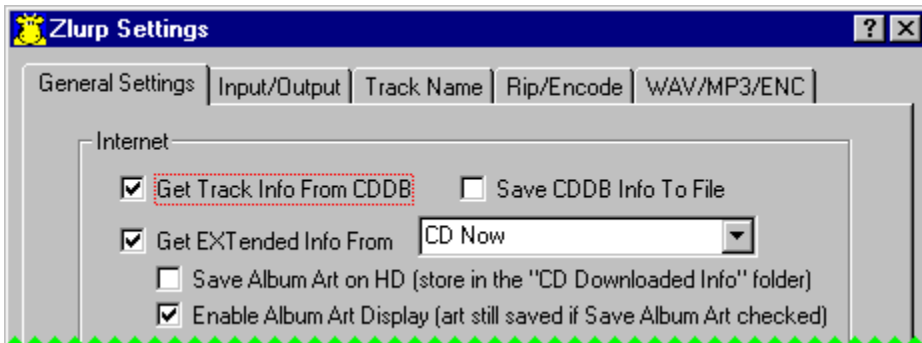 Zlurp Settings
General Settings Input/Output Track Name Rip/Encode WAV/MP3/ENC
Internet
Get Track Info From CDDB Save CDDB Info To File
Get EXTended Info From CD Now
Save Album Art on HD (store in the "CD Downloaded Info" folder)
Enable Album Art Display (art still saved if Save Album Art checked)